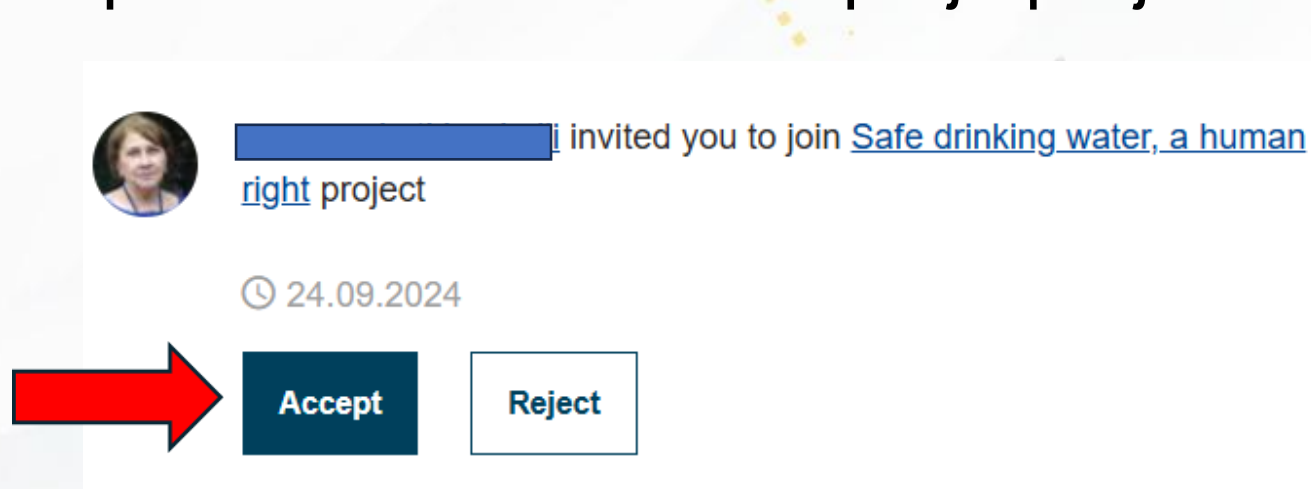 invited you to join Safe drinking water, a human
right project
24.09.2024
Accept
Reject